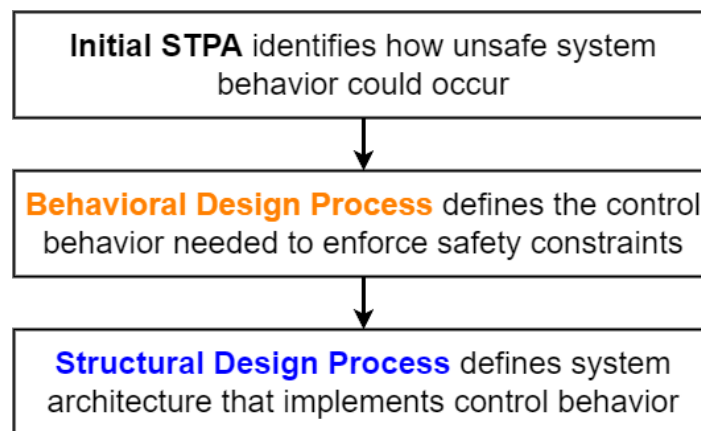 Initial STPA identifies how unsafe system
behavior could occur
Behavioral Design Process defines the control
behavior needed to enforce safety constraints
Structural Design Process defines system
architecture that implements control behavior